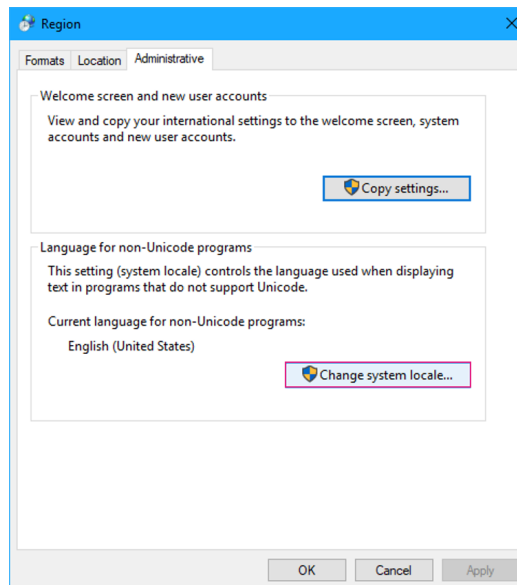 Region
Formats Location Administrative
Welcome screen and new user accounts
View and copy your international settings to the welcome screen, system
accounts and new user accounts.
Copy settings...
Language for non-Unicode programs
This setting (system locale) controls the language used when displaying
text in programs that do not support Unicode.
Current language for non-Unicode programs:
English (United States)
Change system locale...
OK Cancel Apply